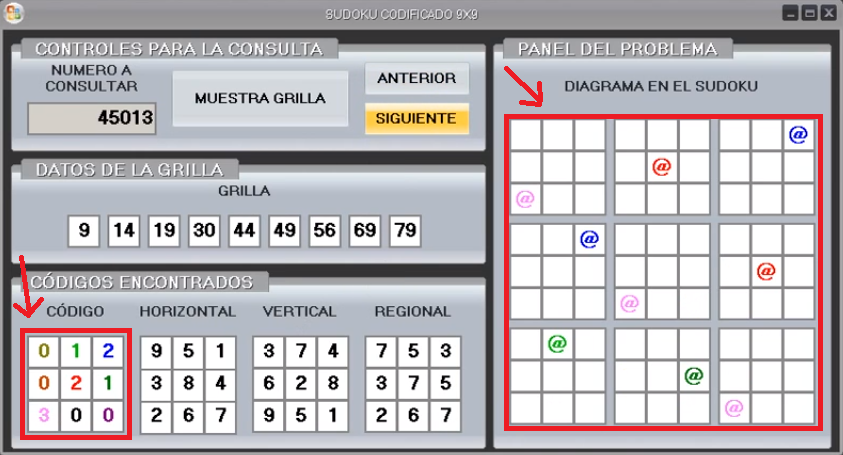 SUDOKU CODIFICADO 9X9
CONTROLES PARA LA CONSULTA
NUMERO A
CONSULTAR
45013
MUESTRA GRILLA
ANTERIOR
SIGUIENTE
DATOS DE LA GRILLA
GRILLA
9 14 19 30 44 49 56 69 79
CÓDIGOS ENCONTRADOS
CÓDIGO HORIZONTAL VERTICAL REGIONAL
0 1 2 9 5 1 3 7 4 7 5 3
0 2 1 3 8 4 6 2 8 3 7 5
3 0 0 2 6 7 9 5 1 2 6 7
PANEL DEL PROBLEMA
DIAGRAMA EN EL SUDOKU
@
@
@
@
@
@
@
@
@